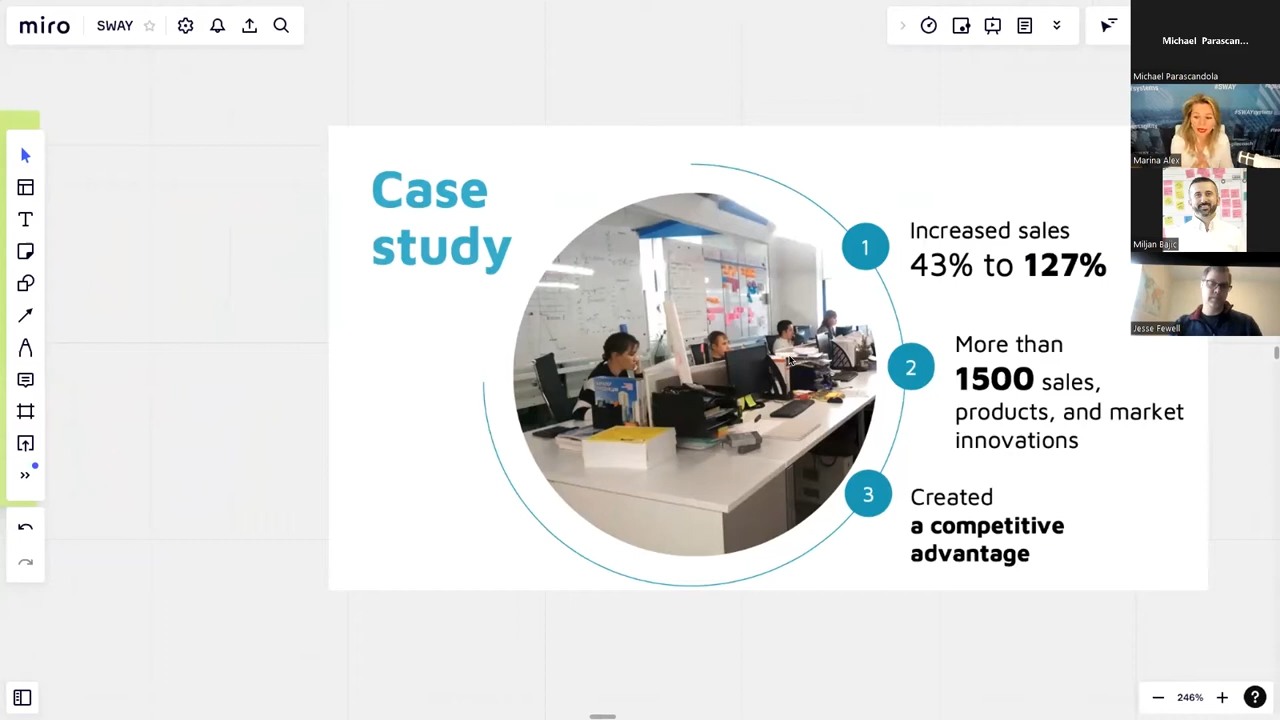 miro
SWAY
Michael Parascan...
Michael Parascandola
#SWAY
Marina Alex
Miljan Bajic
Jesse Fewell
Case
study
1
Increased sales
43% to 127%
2
More than
1500 sales,
products, and market
innovations
3
Created
a competitive
advantage
246%
?